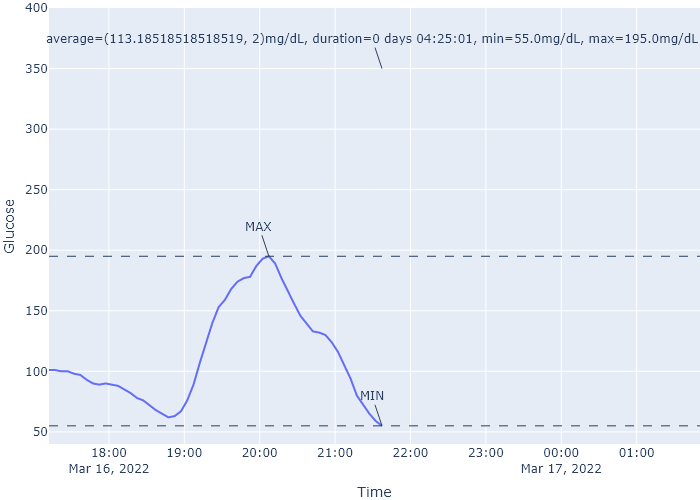 400
average=(113.18518518518519, 2)mg/dL, duration=0 days 04:25:01, min=55.0mg/dL, max=195.0mg/dL
350
300
250
MAX
200
Glucose
150
100
MIN
50
18:00 19:00 20:00 21:00 22:00 23:00 00:00 01:00
Mar 16, 2022 Mar 17, 2022
Time